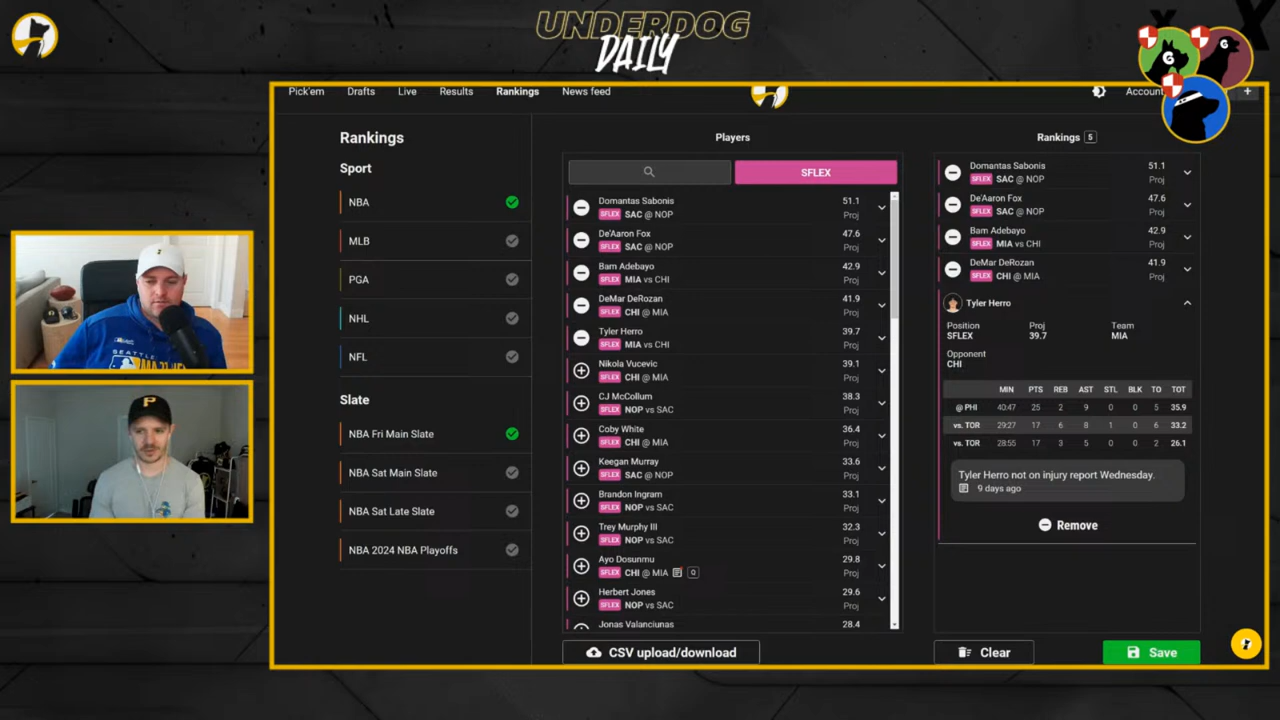 UNDERDOG
DAILY
Pick'em
Drafts
Live
Results
Rankings
News feed
Account
Rankings
Sport
NBA
MLB
PGA
NHL
NFL
Slate
NBA Fri Main Slate
NBA Sat Main Slate
NBA Sat Late Slate
NBA 2024 NBA Playoffs
Players
SFLEX
Domantas Sabonis 51.1
SFLEX SAC @ NOP Proj
De'Aaron Fox 47.6
SFLEX SAC @ NOP Proj
Bam Adebayo 42.9
SFLEX MIA vs CHI Proj
DeMar DeRozan 41.9
SFLEX CHI @ MIA Proj
Tyler Herro 39.7
SFLEX MIA vs CHI Proj
Nikola Vucevic 39.1
SFLEX CHI @ MIA Proj
CJ McCollum 38.3
SFLEX NOP vs SAC Proj
Coby White 36.4
SFLEX CHI @ MIA Proj
Keegan Murray 33.6
SFLEX SAC @ NOP Proj
Brandon Ingram 33.1
SFLEX NOP vs SAC Proj
Trey Murphy III 32.3
SFLEX NOP vs SAC Proj
Ayo Dosunmu 29.8
SFLEX CHI @ MIA Q Proj
Herbert Jones 29.6
SFLEX NOP vs SAC Proj
Jonas Valanciunas 28.4
CSV upload/download
Rankings 5
Domantas Sabonis 51.1
SFLEX SAC @ NOP Proj
De'Aaron Fox 47.6
SFLEX SAC @ NOP Proj
Bam Adebayo 42.9
SFLEX MIA vs CHI Proj
DeMar DeRozan 41.9
SFLEX CHI @ MIA Proj
Tyler Herro
Position Proj Team
SFLEX 39.7 MIA
Opponent
CHI
MIN PTS REB AST STL BLK TO TOT
@ PHI 40:47 25 2 9 0 0 5 35.9
vs. TOR 29:27 17 6 8 1 0 6 33.2
vs. TOR 28:55 17 3 5 0 0 2 26.1
Tyler Herro not on injury report Wednesday.
9 days ago
Remove
Clear
Save
G
G
SEATTLE
P